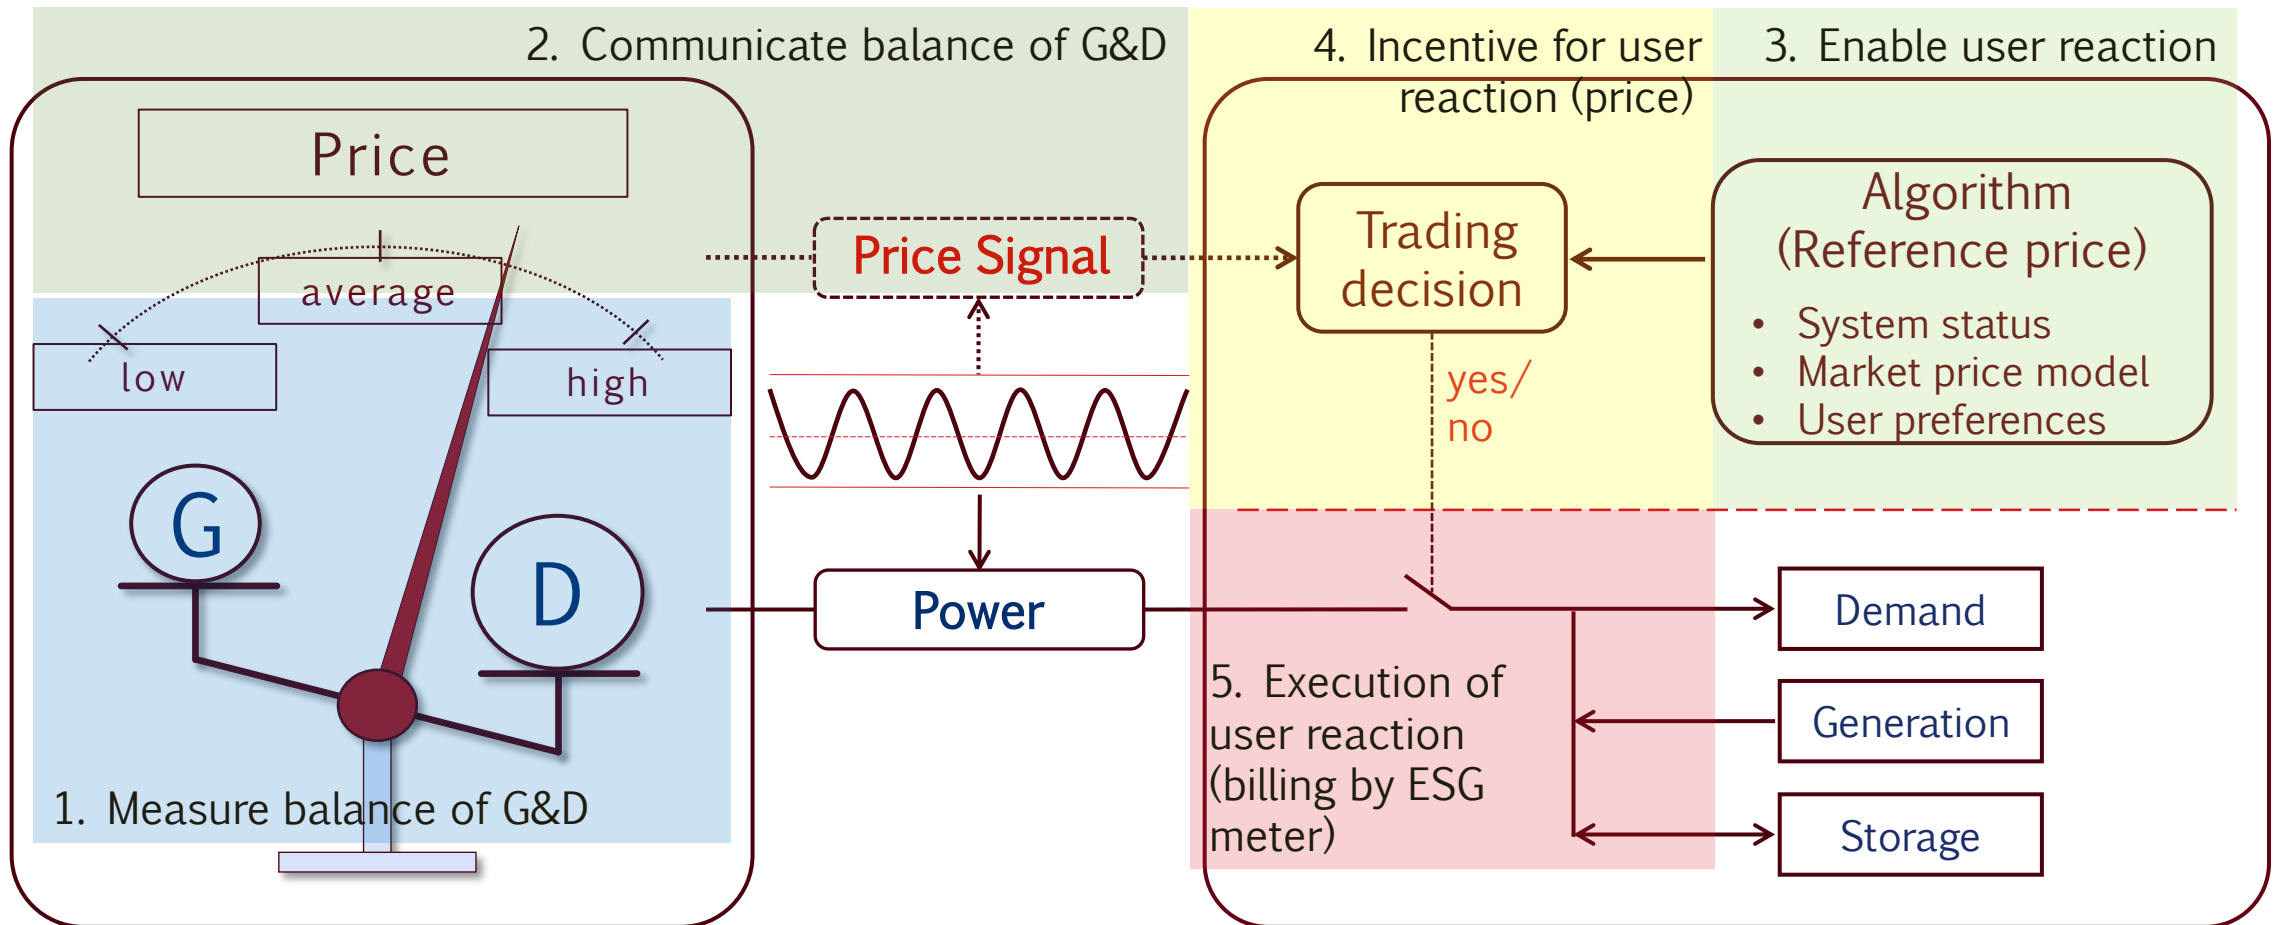 2. Communicate balance of G&D
4. Incentive for user
reaction (price)
3. Enable user reaction
Price
average
low
high
G
D
1. Measure balance of G&D
Price Signal
Power
Trading
decision
yes/
no
Algorithm
(Reference price)
• System status
• Market price model
• User preferences
5. Execution of
user reaction
(billing by ESG
meter)
Demand
Generation
Storage